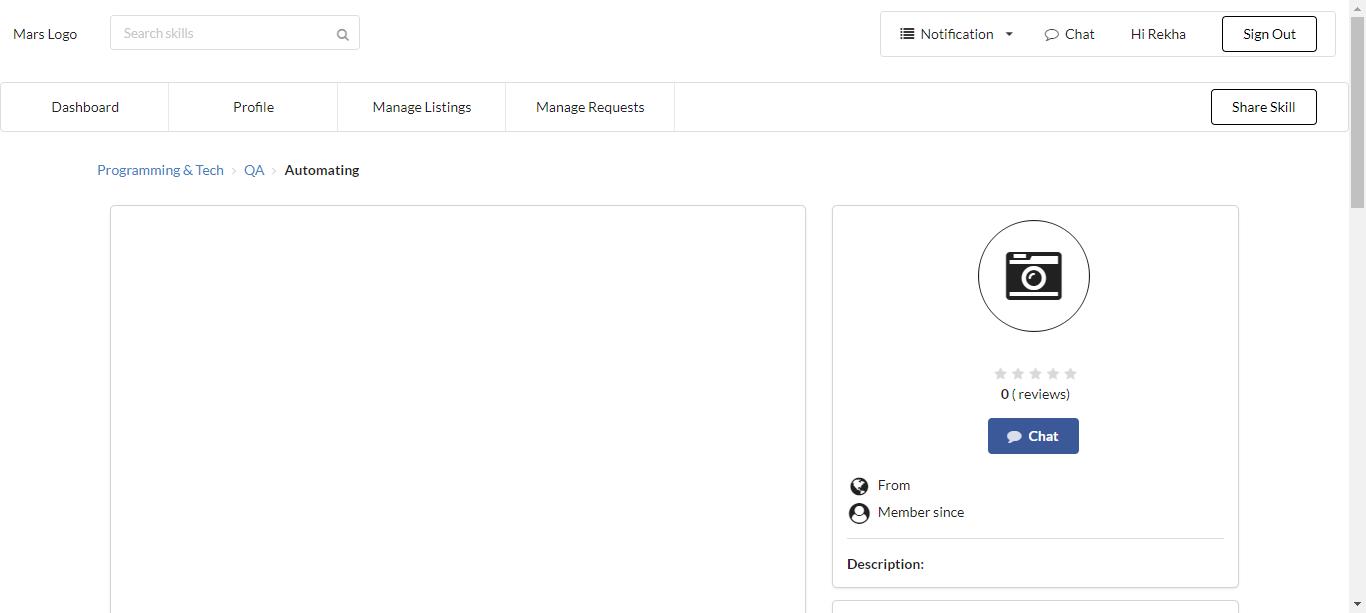 Mars Logo
Search skills
Notification
Chat
Hi Rekha
Sign Out
Dashboard
Profile
Manage Listings
Manage Requests
Share Skill
Programming & Tech
QA
Automating
0 ( reviews)
Chat
From
Member since
Description: